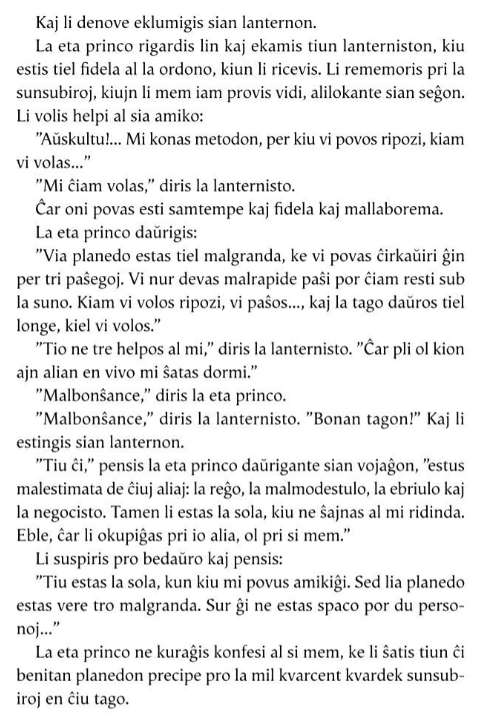 Kaj li denove eklumigis sian lanternon.
La eta princo rigardis lin kaj ekamis tiun lanterniston, kiu
estis tiel fidela al la ordono, kiun li ricevis. Li rememoris pri la
sunsubiroj, kiujn li mem iam provis vidi, alilokante sian seĝon.
Li volis helpi al sia amiko:
”Aŭskultu!... Mi konas metodon, per kiu vi povos ripozi, kiam
vi volas...”
”Mi ĉiam volas,” diris la lanternisto.
Ĉar oni povas esti samtempe kaj fidela kaj mallaborema.
La eta princo daŭrigis:
”Via planedo estas tiel malgranda, ke vi povas ĉirkaŭiri ĝin
per tri paŝegoj. Vi nur devas malrapide paŝi por ĉiam resti sub
la suno. Kiam vi volos ripozi, vi paŝos..., kaj la tago daŭros tiel
longe, kiel vi volos.”
”Tio ne tre helpos al mi,” diris la lanternisto. ”Ĉar pli ol kion
ajn alian en vivo mi ŝatas dormi.”
”Malbonŝance,” diris la eta princo.
”Malbonŝance,” diris la lanternisto. ”Bonan tagon!” Kaj li
estingis sian lanternon.
”Tiu ĉi,” pensis la eta princo daŭrigante sian vojaĝon, ”estus
malestimata de ĉiuj aliaj: la reĝo, la malmodestulo, la ebriulo kaj
la negocisto. Tamen li estas la sola, kiu ne ŝajnas al mi ridinda.
Eble, ĉar li okupiĝas pri io alia, ol pri si mem.”
Li suspiris pro bedaŭro kaj pensis:
”Tiu estas la sola, kun kiu mi povus amikiĝi. Sed lia planedo
estas vere tro malgranda. Sur ĝi ne estas spaco por du perso-
noj...”
La eta princo ne kuraĝis konfesi al si mem, ke li ŝatis tiun ĉi
benitan planedon precipe pro la mil kvarcent kvardek sunsub-
iroj en ĉiu tago.